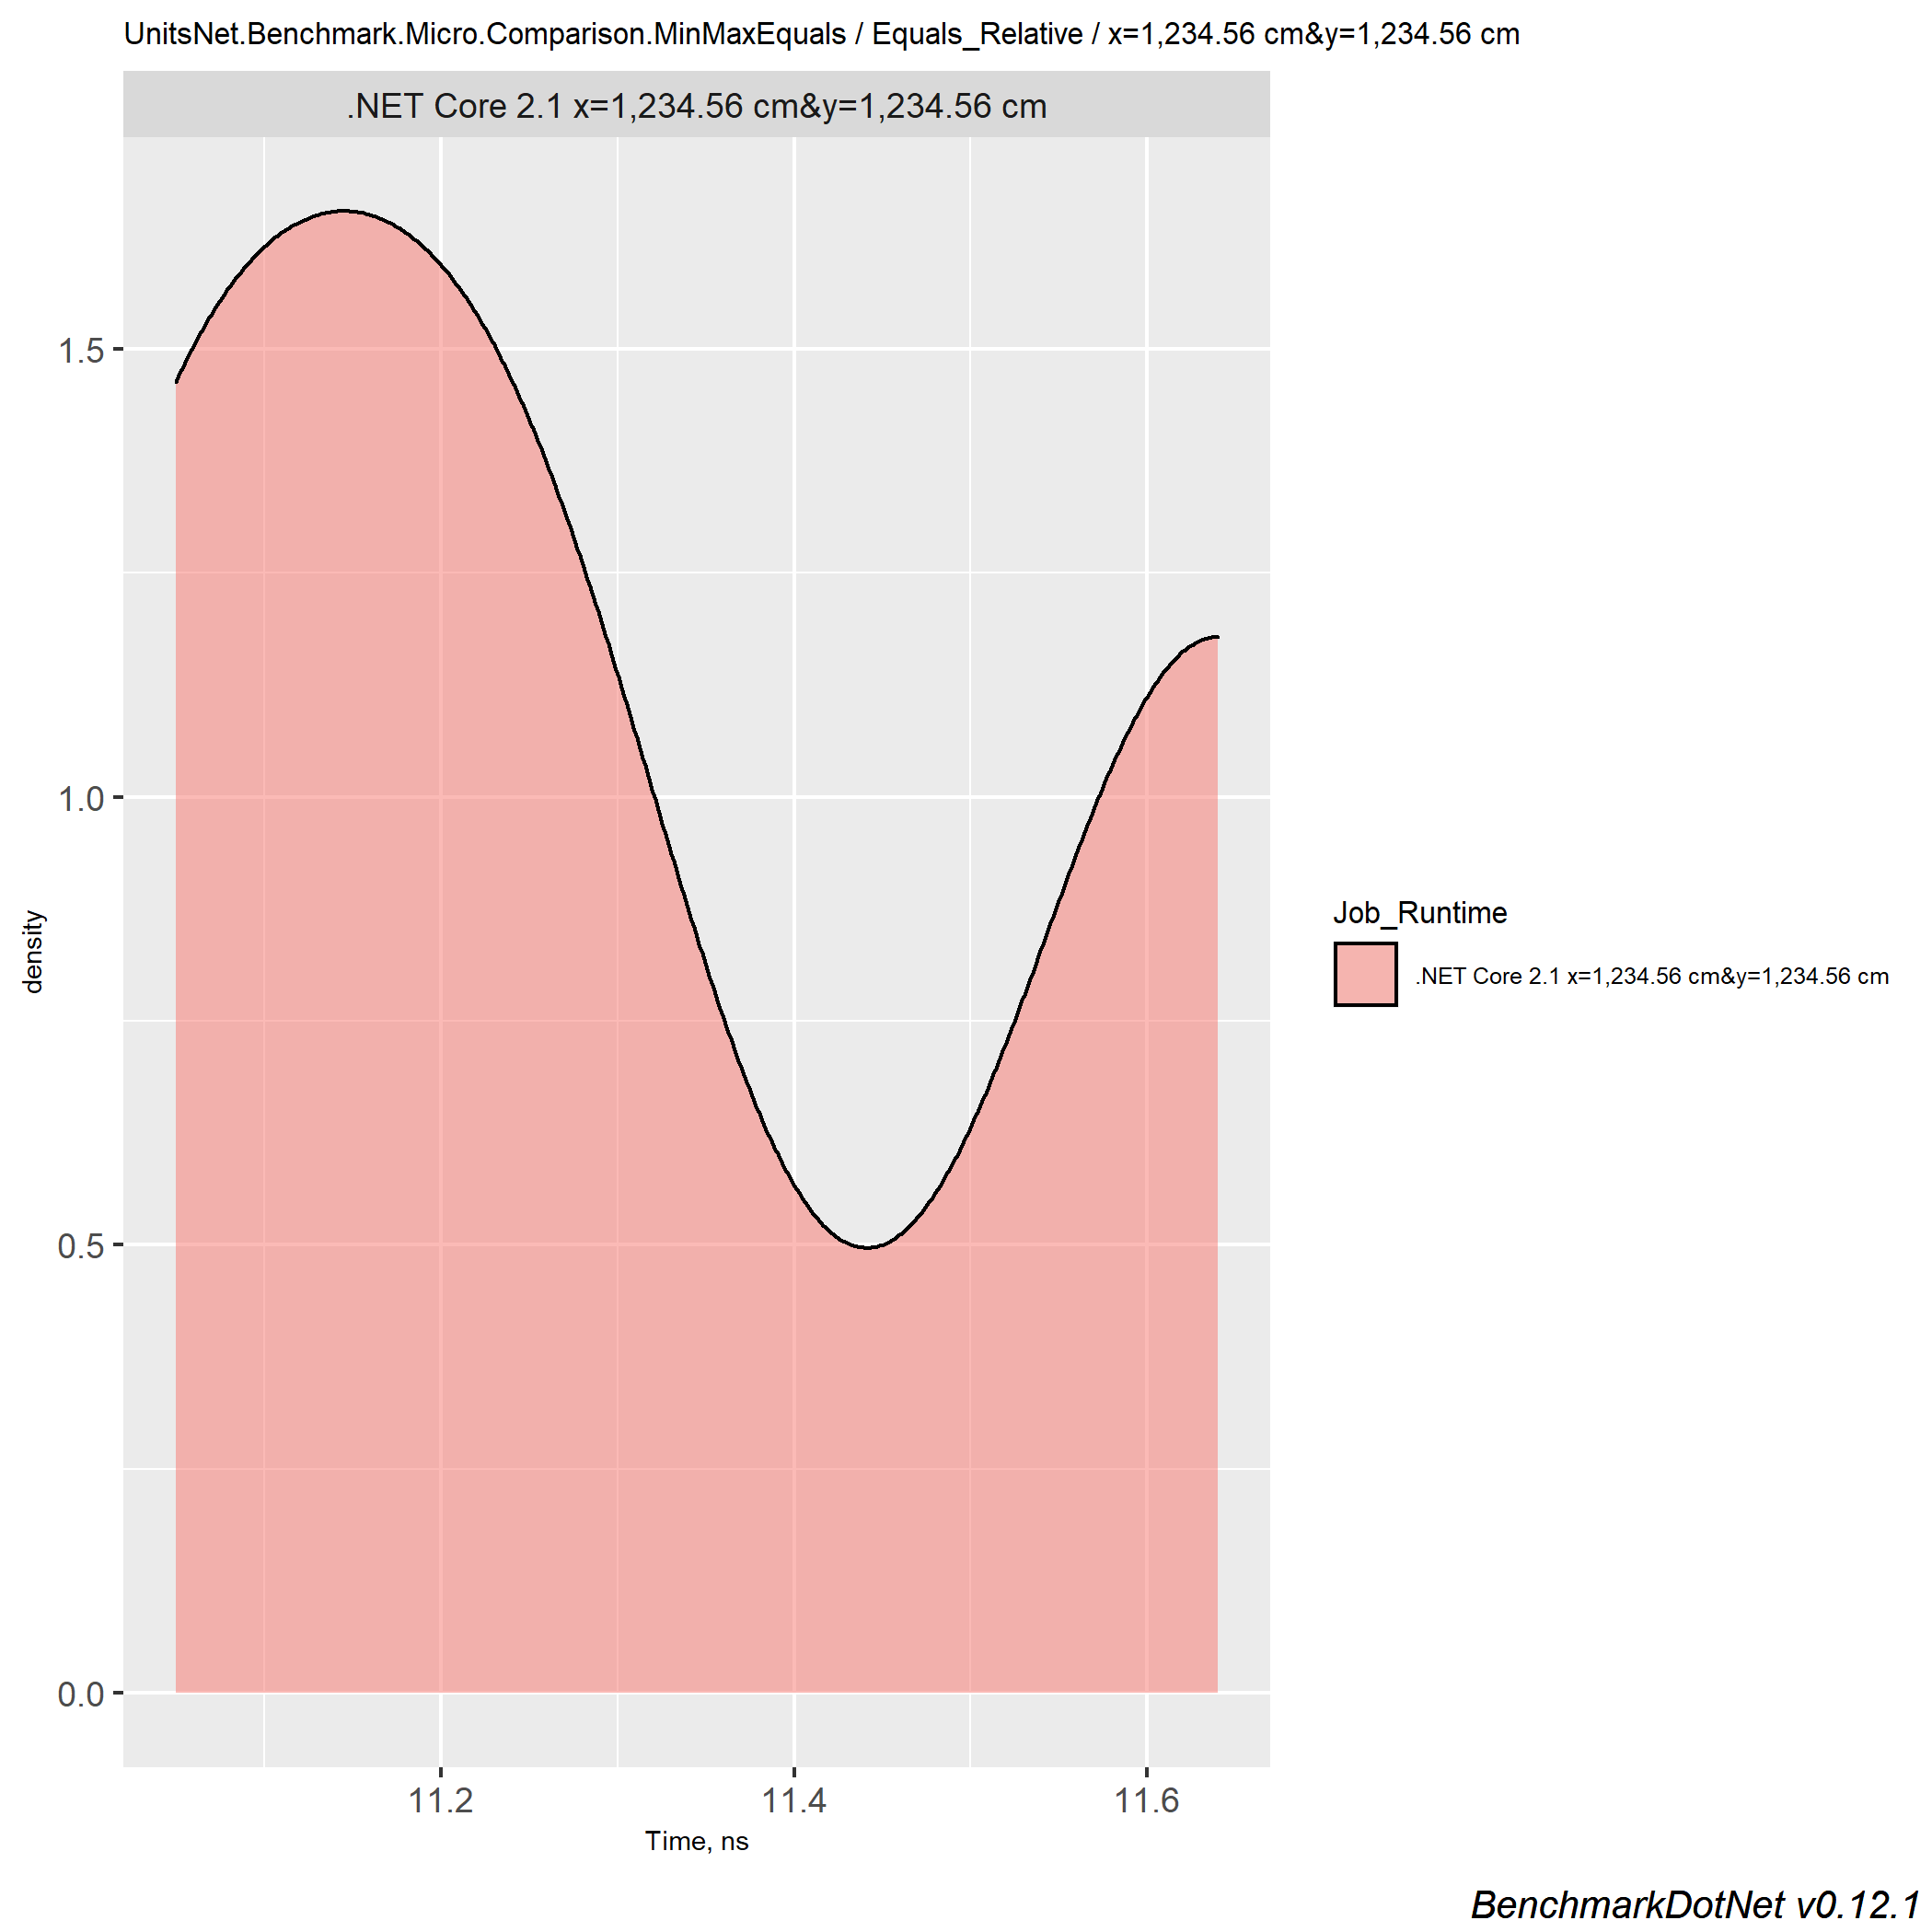 UnitsNet.Benchmark.Micro.Comparison.MinMaxEquals / Equals_Relative / x=1,234.56 cm&y=1,234.56 cm
.NET Core 2.1 x=1,234.56 cm&y=1,234.56 cm
1.5
1.0
0.5
0.0
density
11.2 11.4 11.6
Time, ns
Job_Runtime
.NET Core 2.1 x=1,234.56 cm&y=1,234.56 cm
BenchmarkDotNet v0.12.1